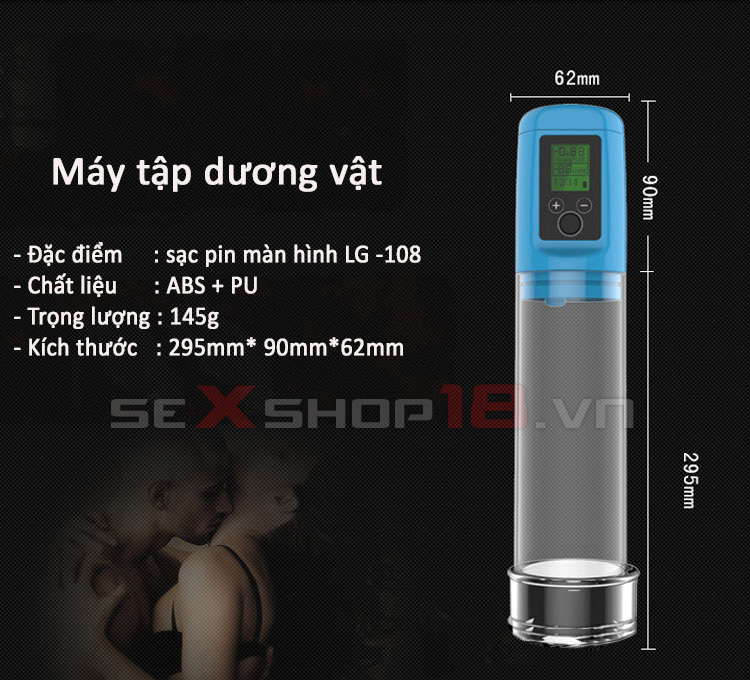 62mm
90mm
Máy tập dương vật
- Đặc điểm : sạc pin màn hình LG -108
- Chất liệu : ABS + PU
- Trọng lượng : 145g
- Kích thước : 295mm* 90mm*62mm
seXshop18.vn
295mm